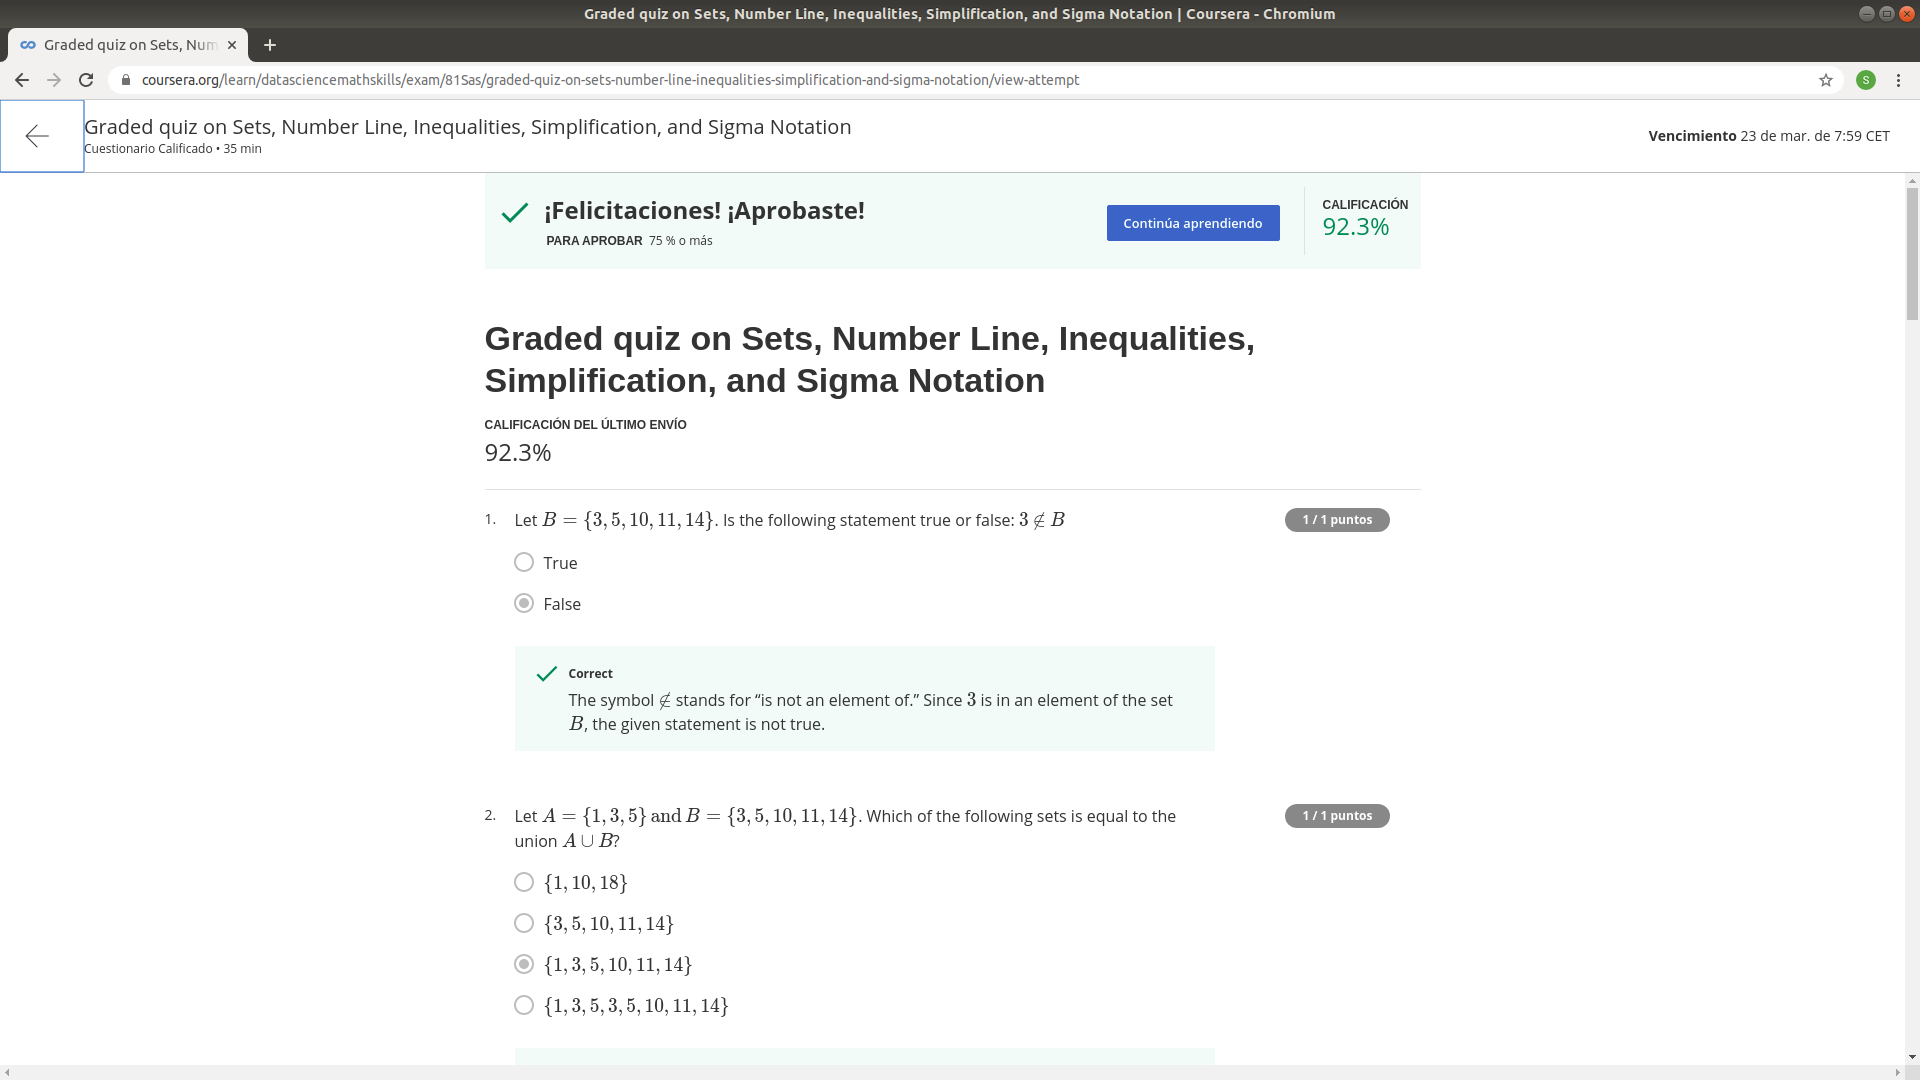 Graded quiz on Sets, Number Line, Inequalities, Simplification, and Sigma Notation | Coursera - Chromium
Graded quiz on Sets, Num
coursera.org/learn/datasciencemathskills/exam/81Sas/graded-quiz-on-sets-number-line-inequalities-simplification-and-sigma-notation/view-attempt
S
Graded quiz on Sets, Number Line, Inequalities, Simplification, and Sigma Notation
Cuestionario Calificado • 35 min
Vencimiento 23 de mar. de 7:59 CET
¡Felicitaciones! ¡Aprobaste!
PARA APROBAR 75 % o más
Continúa aprendiendo
CALIFICACIÓN
92.3%
Graded quiz on Sets, Number Line, Inequalities,
Simplification, and Sigma Notation
CALIFICACIÓN DEL ÚLTIMO ENVÍO
92.3%
1. Let B = {3, 5, 10, 11, 14}. Is the following statement true or false: 3 ∉ B
1 / 1 puntos
True
False
Correct
The symbol ∉ stands for “is not an element of.” Since 3 is in an element of the set
B, the given statement is not true.
2. Let A = {1, 3, 5} and B = {3, 5, 10, 11, 14}. Which of the following sets is equal to the
union A ∪ B?
1 / 1 puntos
{1, 10, 18}
{3, 5, 10, 11, 14}
{1, 3, 5, 10, 11, 14}
{1, 3, 5, 3, 5, 10, 11, 14}